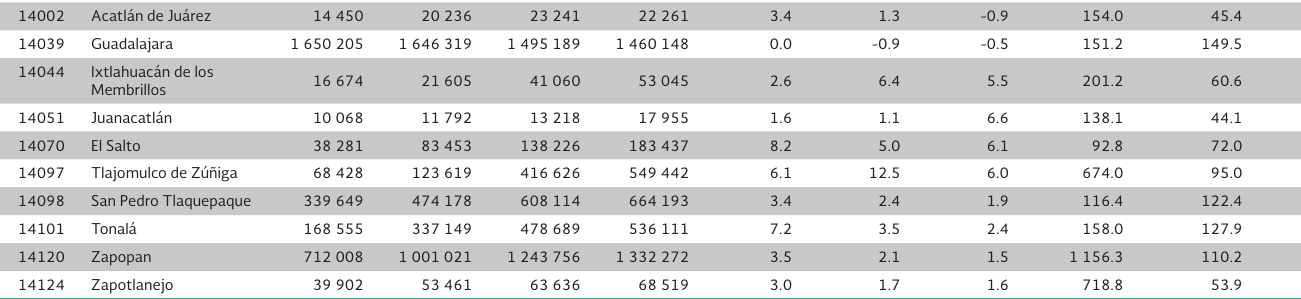 14002 Acatlán de Juárez 14 450 20 236 23 241 22 261 3.4 1.3 -0.9 154.0 45.4
14039 Guadalajara 1 650 205 1 646 319 1 495 189 1 460 148 0.0 -0.9 -0.5 151.2 149.5
14044 Ixtlahuacán de los
Membrillos 16 674 21 605 41 060 53 045 2.6 6.4 5.5 201.2 60.6
14051 Juanacatlán 10 068 11 792 13 218 17 955 1.6 1.1 6.6 138.1 44.1
14070 El Salto 38 281 83 453 138 226 183 437 8.2 5.0 6.1 92.8 72.0
14097 Tlajomulco de Zúñiga 68 428 123 619 416 626 549 442 6.1 12.5 6.0 674.0 95.0
14098 San Pedro Tlaquepaque 339 649 474 178 608 114 664 193 3.4 2.4 1.9 116.4 122.4
14101 Tonalá 168 555 337 149 478 689 536 111 7.2 3.5 2.4 158.0 127.9
14120 Zapopan 712 008 1 001 021 1 243 756 1 332 272 3.5 2.1 1.5 1 156.3 110.2
14124 Zapotlanejo 39 902 53 461 63 636 68 519 3.0 1.7 1.6 718.8 53.9